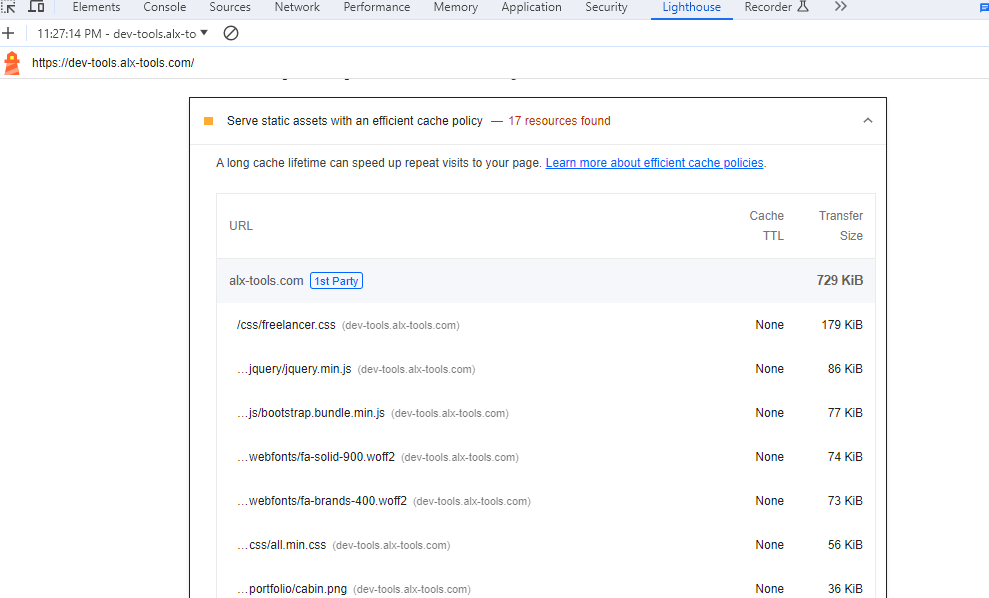 Elements Console Sources Network Performance Memory Application Security Lighthouse Recorder
11:27:14 PM - dev-tools.alx-to
https://dev-tools.alx-tools.com/
Serve static assets with an efficient cache policy — 17 resources found
A long cache lifetime can speed up repeat visits to your page. Learn more about efficient cache policies.
URL Cache TTL Transfer Size
alx-tools.com 1st Party 729 KiB
/css/freelancer.css (dev-tools.alx-tools.com) None 179 KiB
…jquery/jquery.min.js (dev-tools.alx-tools.com) None 86 KiB
…js/bootstrap.bundle.min.js (dev-tools.alx-tools.com) None 77 KiB
…webfonts/fa-solid-900.woff2 (dev-tools.alx-tools.com) None 74 KiB
…webfonts/fa-brands-400.woff2 (dev-tools.alx-tools.com) None 73 KiB
…css/all.min.css (dev-tools.alx-tools.com) None 56 KiB
…portfolio/cabin.png (dev-tools.alx-tools.com) None 36 KiB